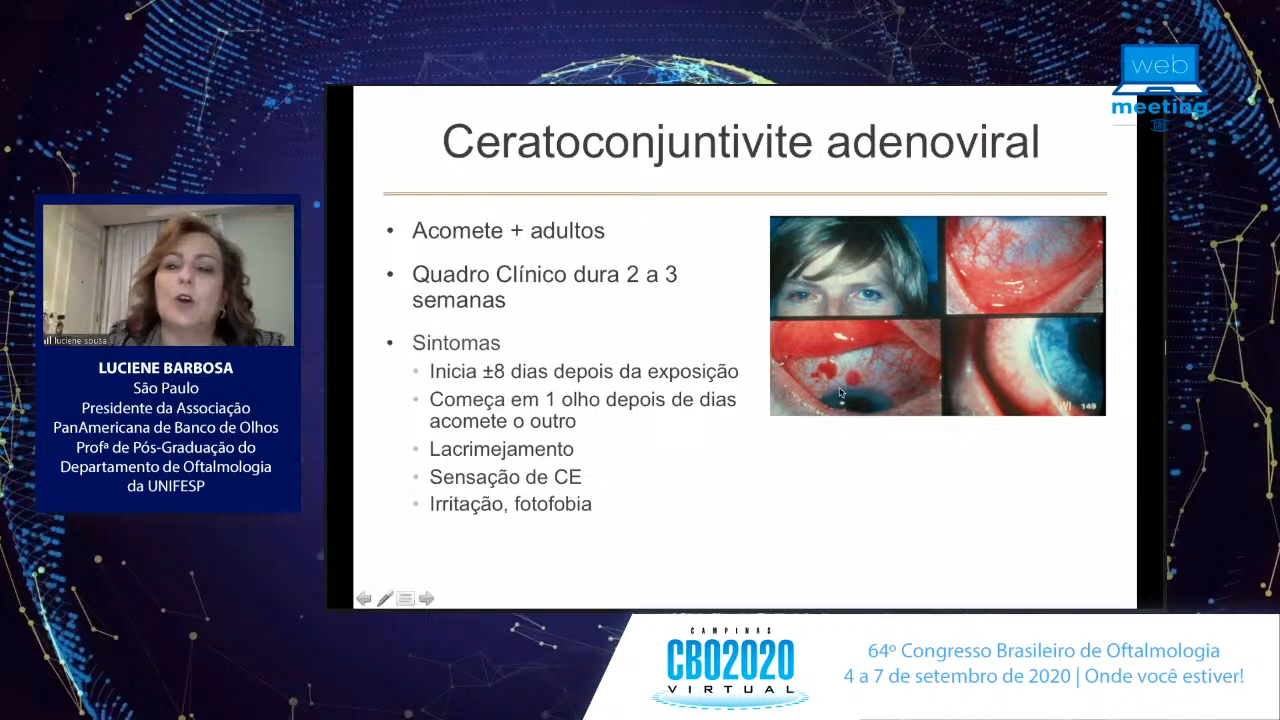 web
meeting
CBO
Ceratoconjuntivite adenoviral
• Acomete + adultos
• Quadro Clínico dura 2 a 3
semanas
• Sintomas
• Inicia ±8 dias depois da exposição
• Começa em 1 olho depois de dias
acomete o outro
• Lacrimejamento
• Sensação de CE
• Irritação, fotofobia
149
luciene sousa
LUCIENE BARBOSA
São Paulo
Presidente da Associação
PanAmericana de Banco de Olhos
Profª de Pós-Graduação do
Departamento de Oftalmologia
da UNIFESP
CAMPINAS
CBO2020
VIRTUAL
64º Congresso Brasileiro de Oftalmologia
4 a 7 de setembro de 2020 | Onde você estiver!